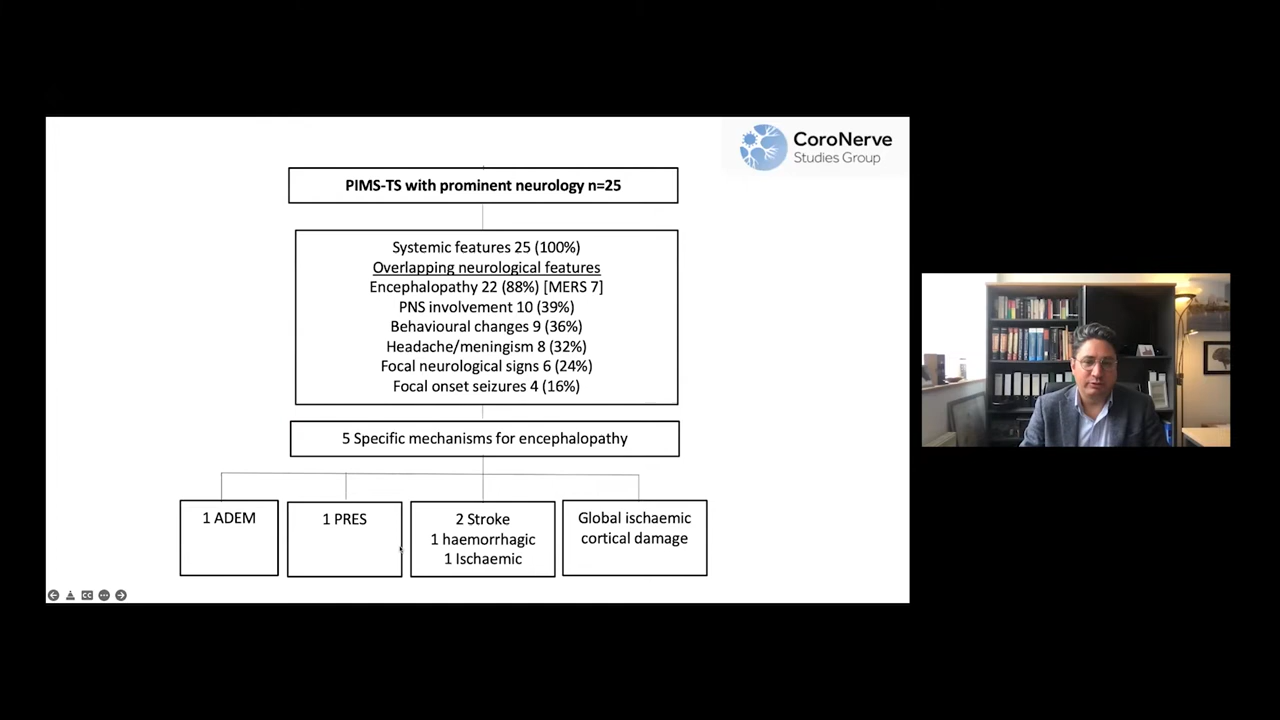 CoroNerve
Studies Group
PIMS-TS with prominent neurology n=25
Systemic features 25 (100%)
Overlapping neurological features
Encephalopathy 22 (88%) [MERS 7]
PNS involvement 10 (39%)
Behavioural changes 9 (36%)
Headache/meningism 8 (32%)
Focal neurological signs 6 (24%)
Focal onset seizures 4 (16%)
5 Specific mechanisms for encephalopathy
1 ADEM
1 PRES
2 Stroke
1 haemorrhagic
1 Ischaemic
Global ischaemic
cortical damage